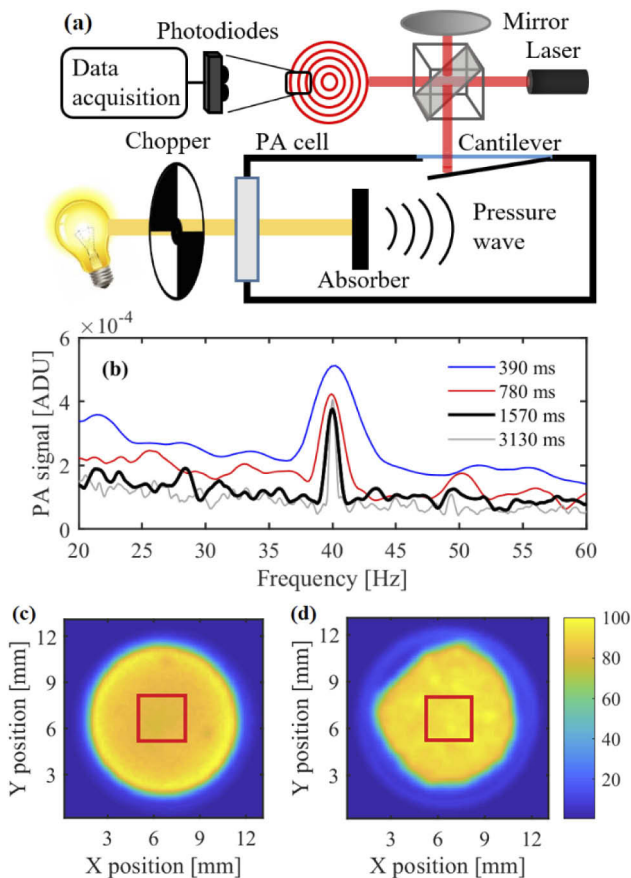 (a)
Photodiodes
Mirror
Laser
Data
acquisition
Chopper
PA cell
Cantilever
Pressure
wave
Absorber
×10⁻⁴
(b)
6
4
2
0
PA signal [ADU]
390 ms
780 ms
1570 ms
3130 ms
20 25 30 35 40 45 50 55 60
Frequency [Hz]
(c)
12
9
6
3
Y position [mm]
3 6 9 12
X position [mm]
(d)
12
9
6
3
Y position [mm]
3 6 9 12
X position [mm]
100
80
60
40
20